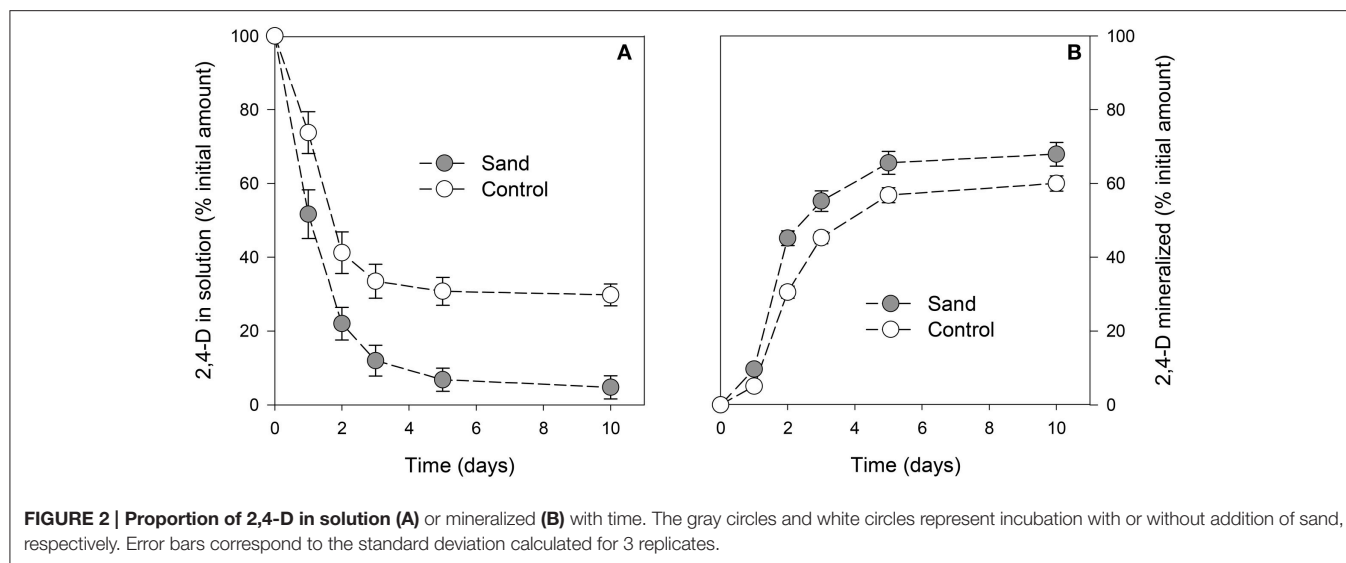 A
2,4-D in solution (% initial amount)
100
80
60
40
20
0
Sand
Control
0 2 4 6 8 10
Time (days)
B
100
80
60
40
20
0
2,4-D mineralized (% initial amount)
Sand
Control
0 2 4 6 8 10
Time (days)
FIGURE 2 | Proportion of 2,4-D in solution (A) or mineralized (B) with time. The gray circles and white circles represent incubation with or without addition of sand,
respectively. Error bars correspond to the standard deviation calculated for 3 replicates.